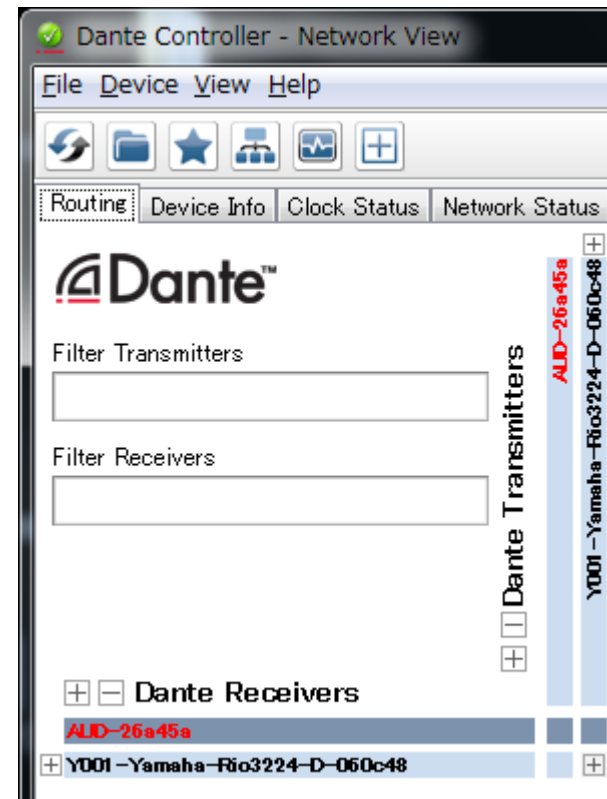 Dante Controller - Network View
File Device View Help
Routing Device Info Clock Status Network Status
Dante™
Filter Transmitters
Filter Receivers
Dante Transmitters
AUD-26a45a
Y001-Yamaha-Rio3224-D-060c48
Dante Receivers
AUD-26a45a
Y001-Yamaha-Rio3224-D-060c48